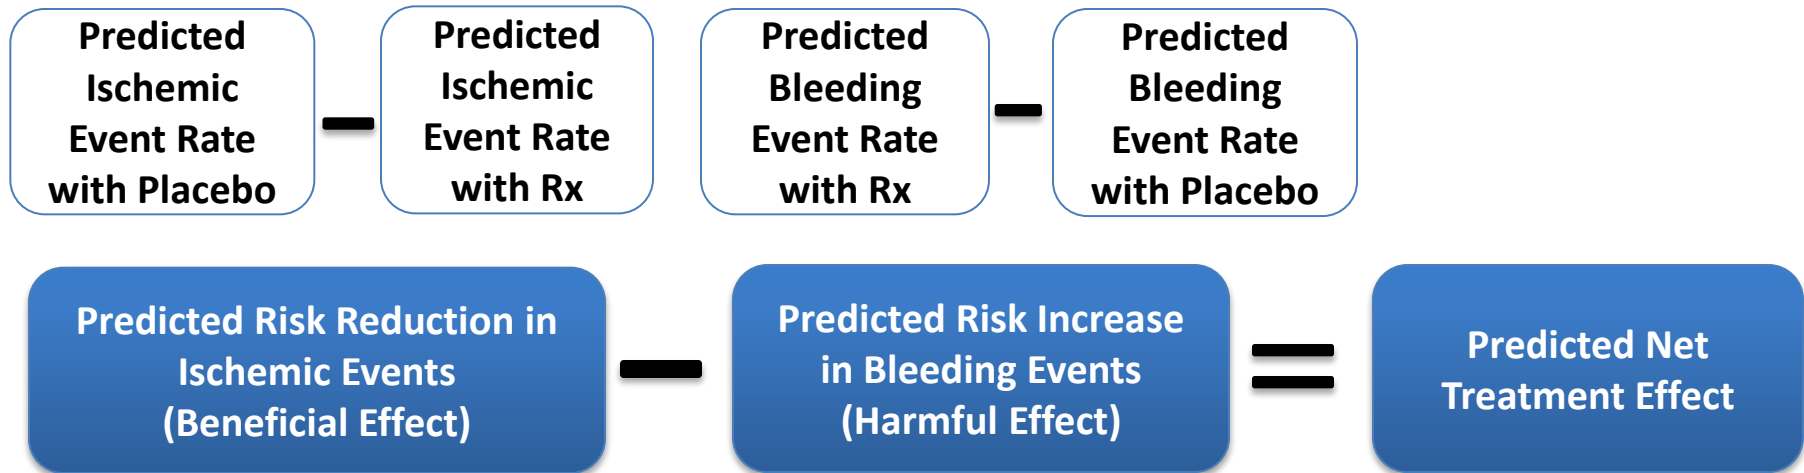 Predicted
Ischemic
Event Rate
with Placebo
Predicted
Ischemic
Event Rate
with Rx
Predicted
Bleeding
Event Rate
with Rx
Predicted
Bleeding
Event Rate
with Placebo
Predicted Risk Reduction in
Ischemic Events
(Beneficial Effect)
Predicted Risk Increase
in Bleeding Events
(Harmful Effect)
Predicted Net
Treatment Effect